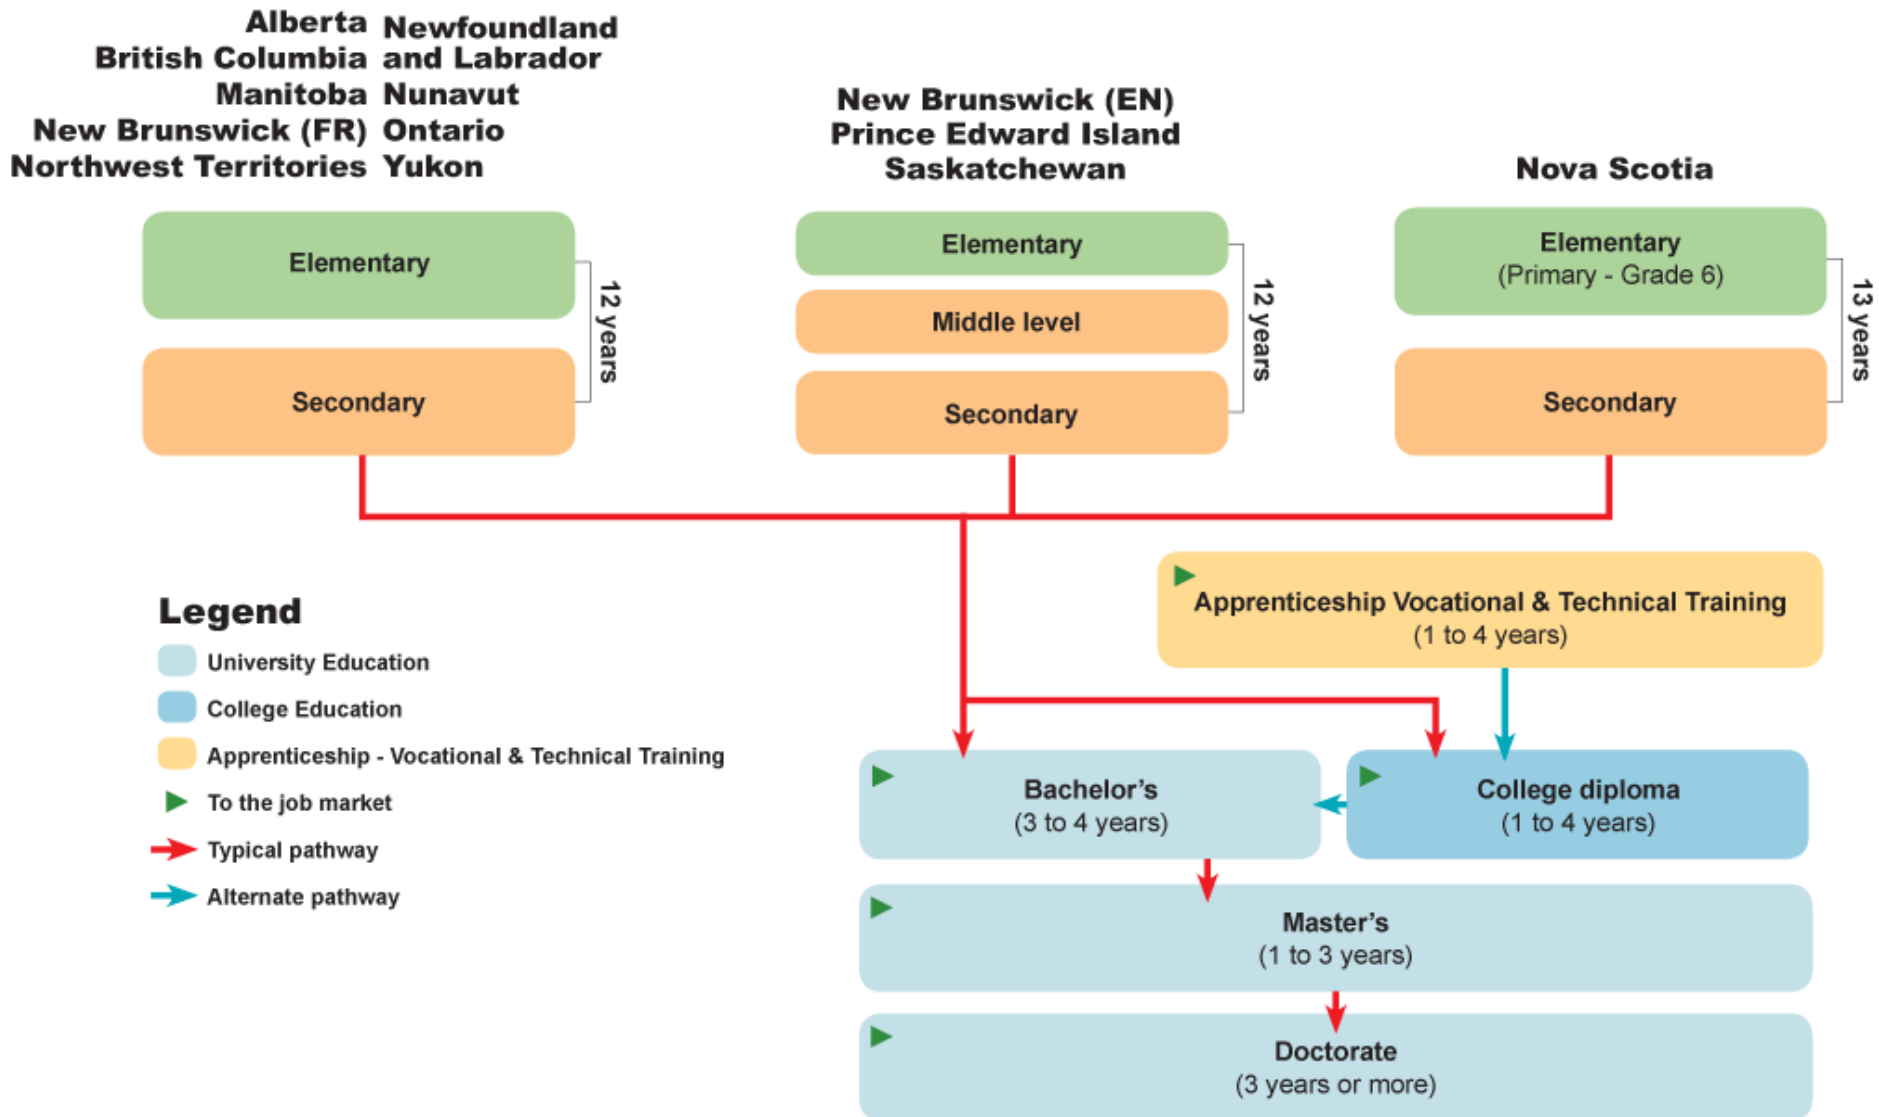 Alberta
British Columbia
Manitoba
New Brunswick (FR)
Northwest Territories
Newfoundland
and Labrador
Nunavut
Ontario
Yukon
Elementary
Secondary
12 years
New Brunswick (EN)
Prince Edward Island
Saskatchewan
Elementary
Middle level
Secondary
12 years
Nova Scotia
Elementary
(Primary - Grade 6)
Secondary
13 years
Apprenticeship Vocational & Technical Training
(1 to 4 years)
Legend
University Education
College Education
Apprenticeship - Vocational & Technical Training
To the job market
Typical pathway
Alternate pathway
Bachelor’s
(3 to 4 years)
College diploma
(1 to 4 years)
Master’s
(1 to 3 years)
Doctorate
(3 years or more)